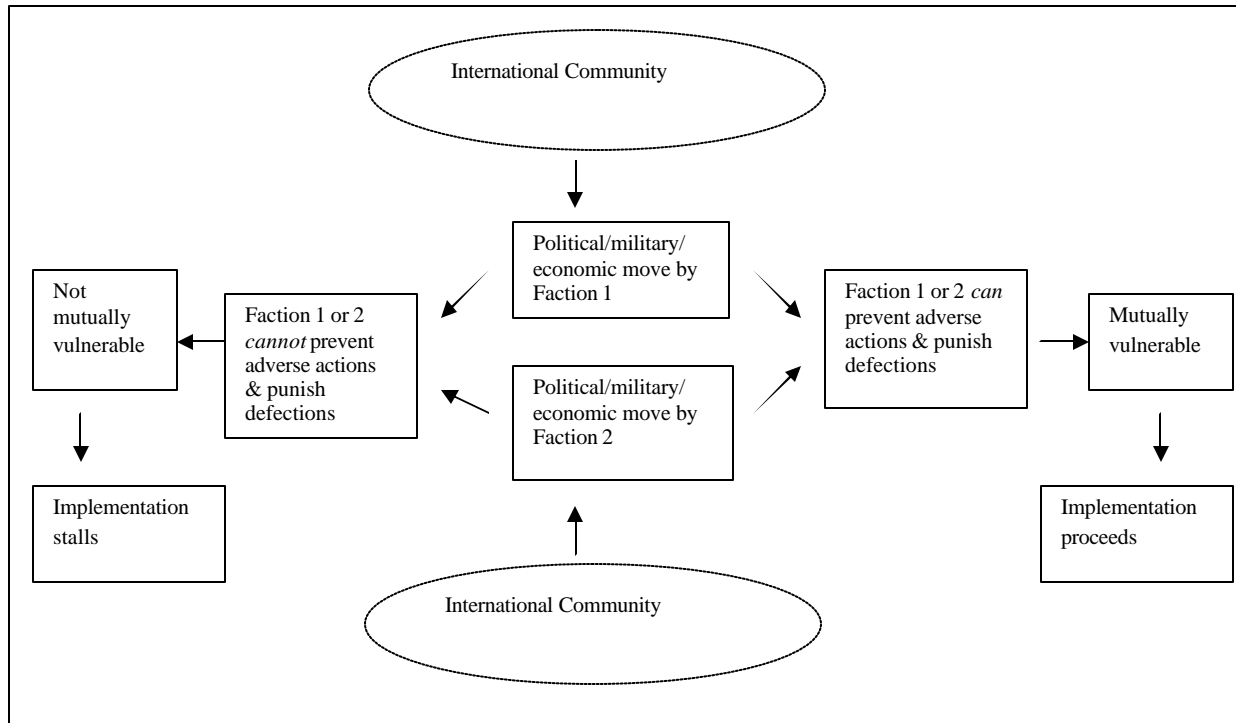 International Community
Political/military/
economic move by
Faction 1
Not
mutually
vulnerable
Faction 1 or 2
cannot prevent
adverse actions
& punish
defections
Faction 1 or 2 can
prevent adverse
actions & punish
defections
Mutually
vulnerable
Political/military/
economic move by
Faction 2
Implementation
stalls
Implementation
proceeds
International Community